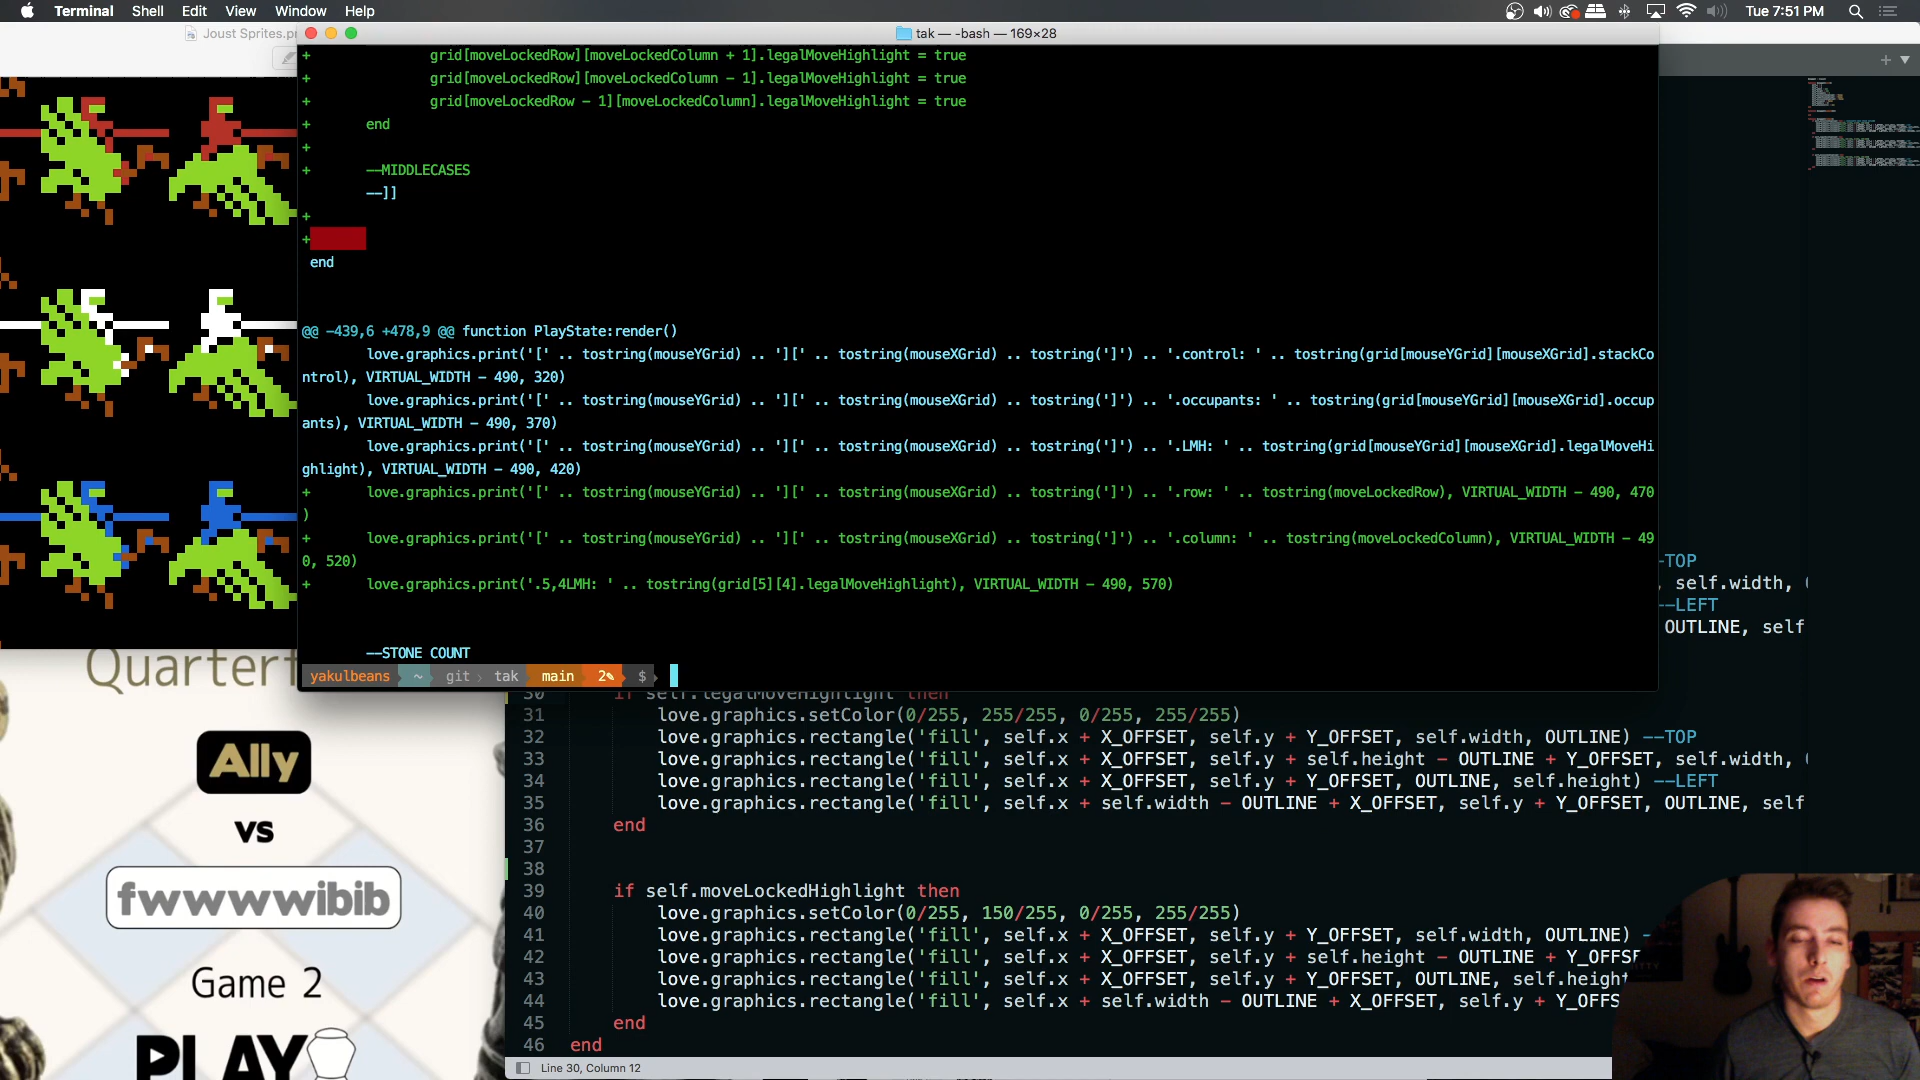 Terminal Shell Edit View Window Help
Tue 7:51 PM
Joust Sprites.pr
tak — -bash — 169×28
+ grid[moveLockedRow][moveLockedColumn + 1].legalMoveHighlight = true
+ grid[moveLockedRow][moveLockedColumn - 1].legalMoveHighlight = true
+ grid[moveLockedRow - 1][moveLockedColumn].legalMoveHighlight = true
+ end
+
+ --MIDDLECASES
--]]
+
+
end
@@ -439,6 +478,9 @@ function PlayState:render()
love.graphics.print('[' .. tostring(mouseYGrid) .. '][' .. tostring(mouseXGrid) .. tostring(']') .. '.control: ' .. tostring(grid[mouseYGrid][mouseXGrid].stackCo
ntrol), VIRTUAL_WIDTH - 490, 320)
love.graphics.print('[' .. tostring(mouseYGrid) .. '][' .. tostring(mouseXGrid) .. tostring(']') .. '.occupants: ' .. tostring(grid[mouseYGrid][mouseXGrid].occup
ants), VIRTUAL_WIDTH - 490, 370)
love.graphics.print('[' .. tostring(mouseYGrid) .. '][' .. tostring(mouseXGrid) .. tostring(']') .. '.LMH: ' .. tostring(grid[mouseYGrid][mouseXGrid].legalMoveHi
ghlight), VIRTUAL_WIDTH - 490, 420)
+ love.graphics.print('[' .. tostring(mouseYGrid) .. '][' .. tostring(mouseXGrid) .. tostring(']') .. '.row: ' .. tostring(moveLockedRow), VIRTUAL_WIDTH - 490, 470
)
+ love.graphics.print('[' .. tostring(mouseYGrid) .. '][' .. tostring(mouseXGrid) .. tostring(']') .. '.column: ' .. tostring(moveLockedColumn), VIRTUAL_WIDTH - 49
0, 520)
+ love.graphics.print('.5,4LMH: ' .. tostring(grid[5][4].legalMoveHighlight), VIRTUAL_WIDTH - 490, 570)
--STONE COUNT
yakulbeans ~ git tak main 2✎ $
--TOP
, self.width,
--LEFT
OUTLINE, self
30 if self.legalMoveHighlight then
31 love.graphics.setColor(0/255, 255/255, 0/255, 255/255)
32 love.graphics.rectangle('fill', self.x + X_OFFSET, self.y + Y_OFFSET, self.width, OUTLINE) --TOP
33 love.graphics.rectangle('fill', self.x + X_OFFSET, self.y + self.height - OUTLINE + Y_OFFSET, self.width,
34 love.graphics.rectangle('fill', self.x + X_OFFSET, self.y + Y_OFFSET, OUTLINE, self.height) --LEFT
35 love.graphics.rectangle('fill', self.x + self.width - OUTLINE + X_OFFSET, self.y + Y_OFFSET, OUTLINE, self
36 end
37
38
39 if self.moveLockedHighlight then
40 love.graphics.setColor(0/255, 150/255, 0/255, 255/255)
41 love.graphics.rectangle('fill', self.x + X_OFFSET, self.y + Y_OFFSET, self.width, OUTLINE) -
42 love.graphics.rectangle('fill', self.x + X_OFFSET, self.y + self.height - OUTLINE + Y_OFFSE
43 love.graphics.rectangle('fill', self.x + X_OFFSET, self.y + Y_OFFSET, OUTLINE, self.height
44 love.graphics.rectangle('fill', self.x + self.width - OUTLINE + X_OFFSET, self.y + Y_OFFS
45 end
46 end
Line 30, Column 12
Quarterf
Ally
vs
fwwwwibib
Game 2
PLAY